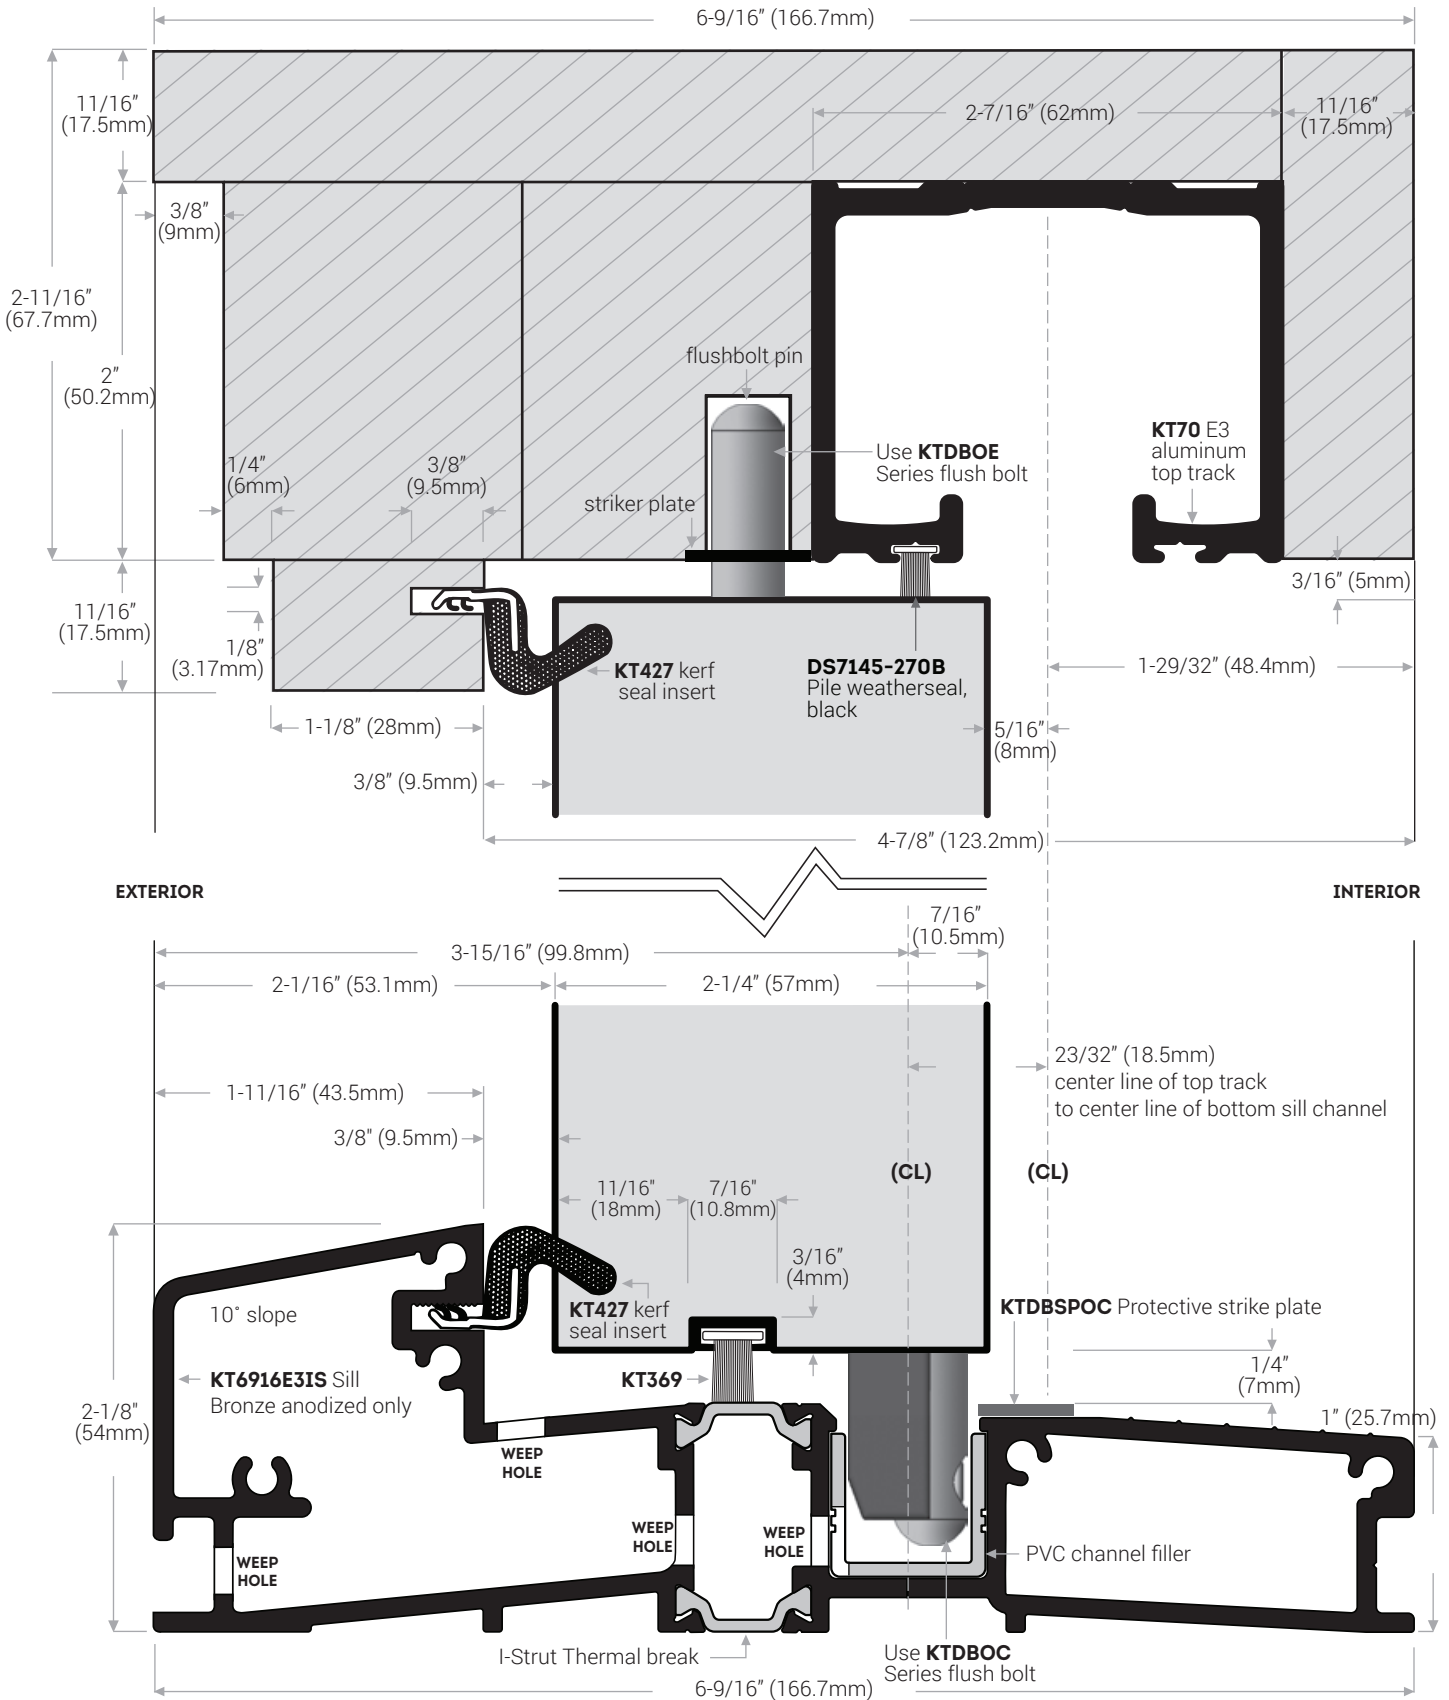 6-9/16” (166.7mm)
11/16”
(17.5mm)
2-7/16” (62mm)
11/16”
(17.5mm)
3/8”
(9mm)
2-11/16”
(67.7mm)
2”
(50.2mm)
flushbolt pin
Use KTDBOE
Series flush bolt
KT70 E3
aluminum
top track
1/4”
(6mm)
3/8”
(9.5mm)
striker plate
3/16” (5mm)
11/16”
(17.5mm)
1/8”
(3.17mm)
KT427 kerf
seal insert
DS7145-270B
Pile weatherseal,
black
1-29/32” (48.4mm)
1-1/8” (28mm)
5/16”
(8mm)
3/8” (9.5mm)
4-7/8” (123.2mm)
EXTERIOR
INTERIOR
7/16”
(10.5mm)
3-15/16” (99.8mm)
2-1/16” (53.1mm)
2-1/4” (57mm)
23/32” (18.5mm)
center line of top track
to center line of bottom sill channel
1-11/16” (43.5mm)
3/8” (9.5mm)
(CL)
(CL)
11/16”
(18mm)
7/16”
(10.8mm)
3/16”
(4mm)
10˚ slope
KT427 kerf
seal insert
KTDBSPOC Protective strike plate
KT6916E3IS Sill
Bronze anodized only
KT369
1/4”
(7mm)
2-1/8”
(54mm)
1” (25.7mm)
WEEP
HOLE
WEEP
HOLE
WEEP
HOLE
WEEP
HOLE
PVC channel filler
I-Strut Thermal break
Use KTDBOC
Series flush bolt
6-9/16” (166.7mm)